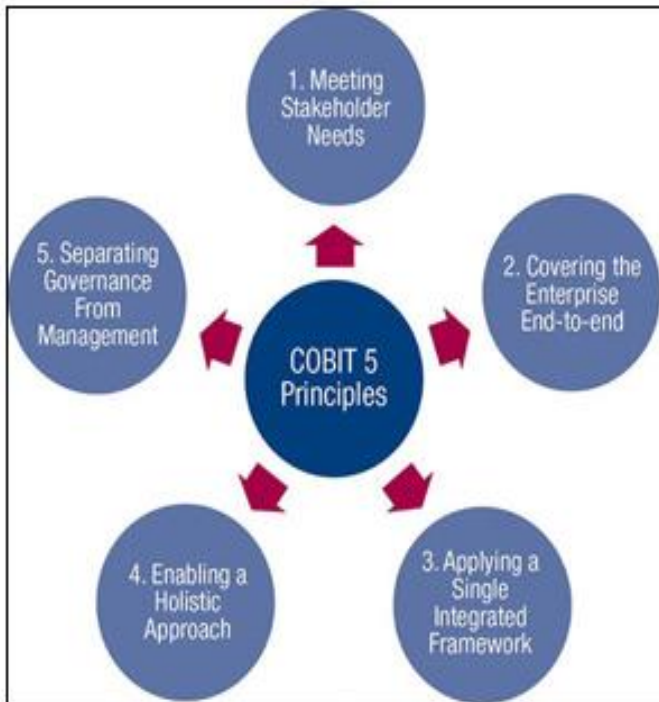 1. Meeting
Stakeholder
Needs
2. Covering the
Enterprise
End-to-end
3. Applying a
Single
Integrated
Framework
4. Enabling a
Holistic
Approach
5. Separating
Governance
From
Management
COBIT 5
Principles